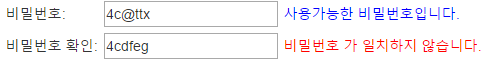 비밀번호: 4c@ttx 사용가능한 비밀번호입니다.
비밀번호 확인: 4cdfeg 비밀번호 가 일치하지 않습니다.